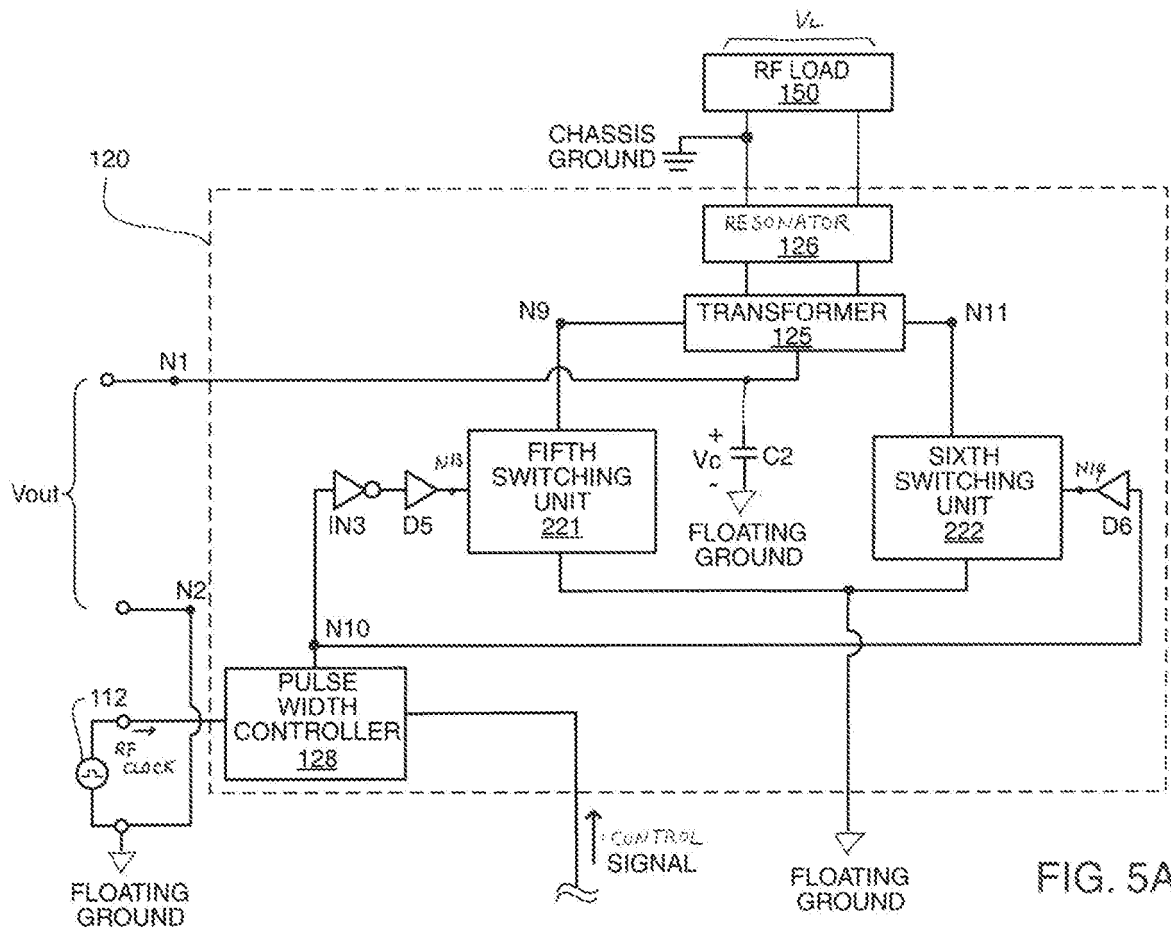 VL
RF LOAD
150
CHASSIS
GROUND
120
RESONATOR
126
N9
TRANSFORMER
125
N11
N1
Vout
IN3
D5
N13
FIFTH
SWITCHING
UNIT
221
+
Vc
-
C2
FLOATING
GROUND
SIXTH
SWITCHING
UNIT
222
N14
D6
N2
N10
112
RF
CLOCK
PULSE
WIDTH
CONTROLLER
128
CONTROL
SIGNAL
FLOATING
GROUND
FLOATING
GROUND
FIG. 5A